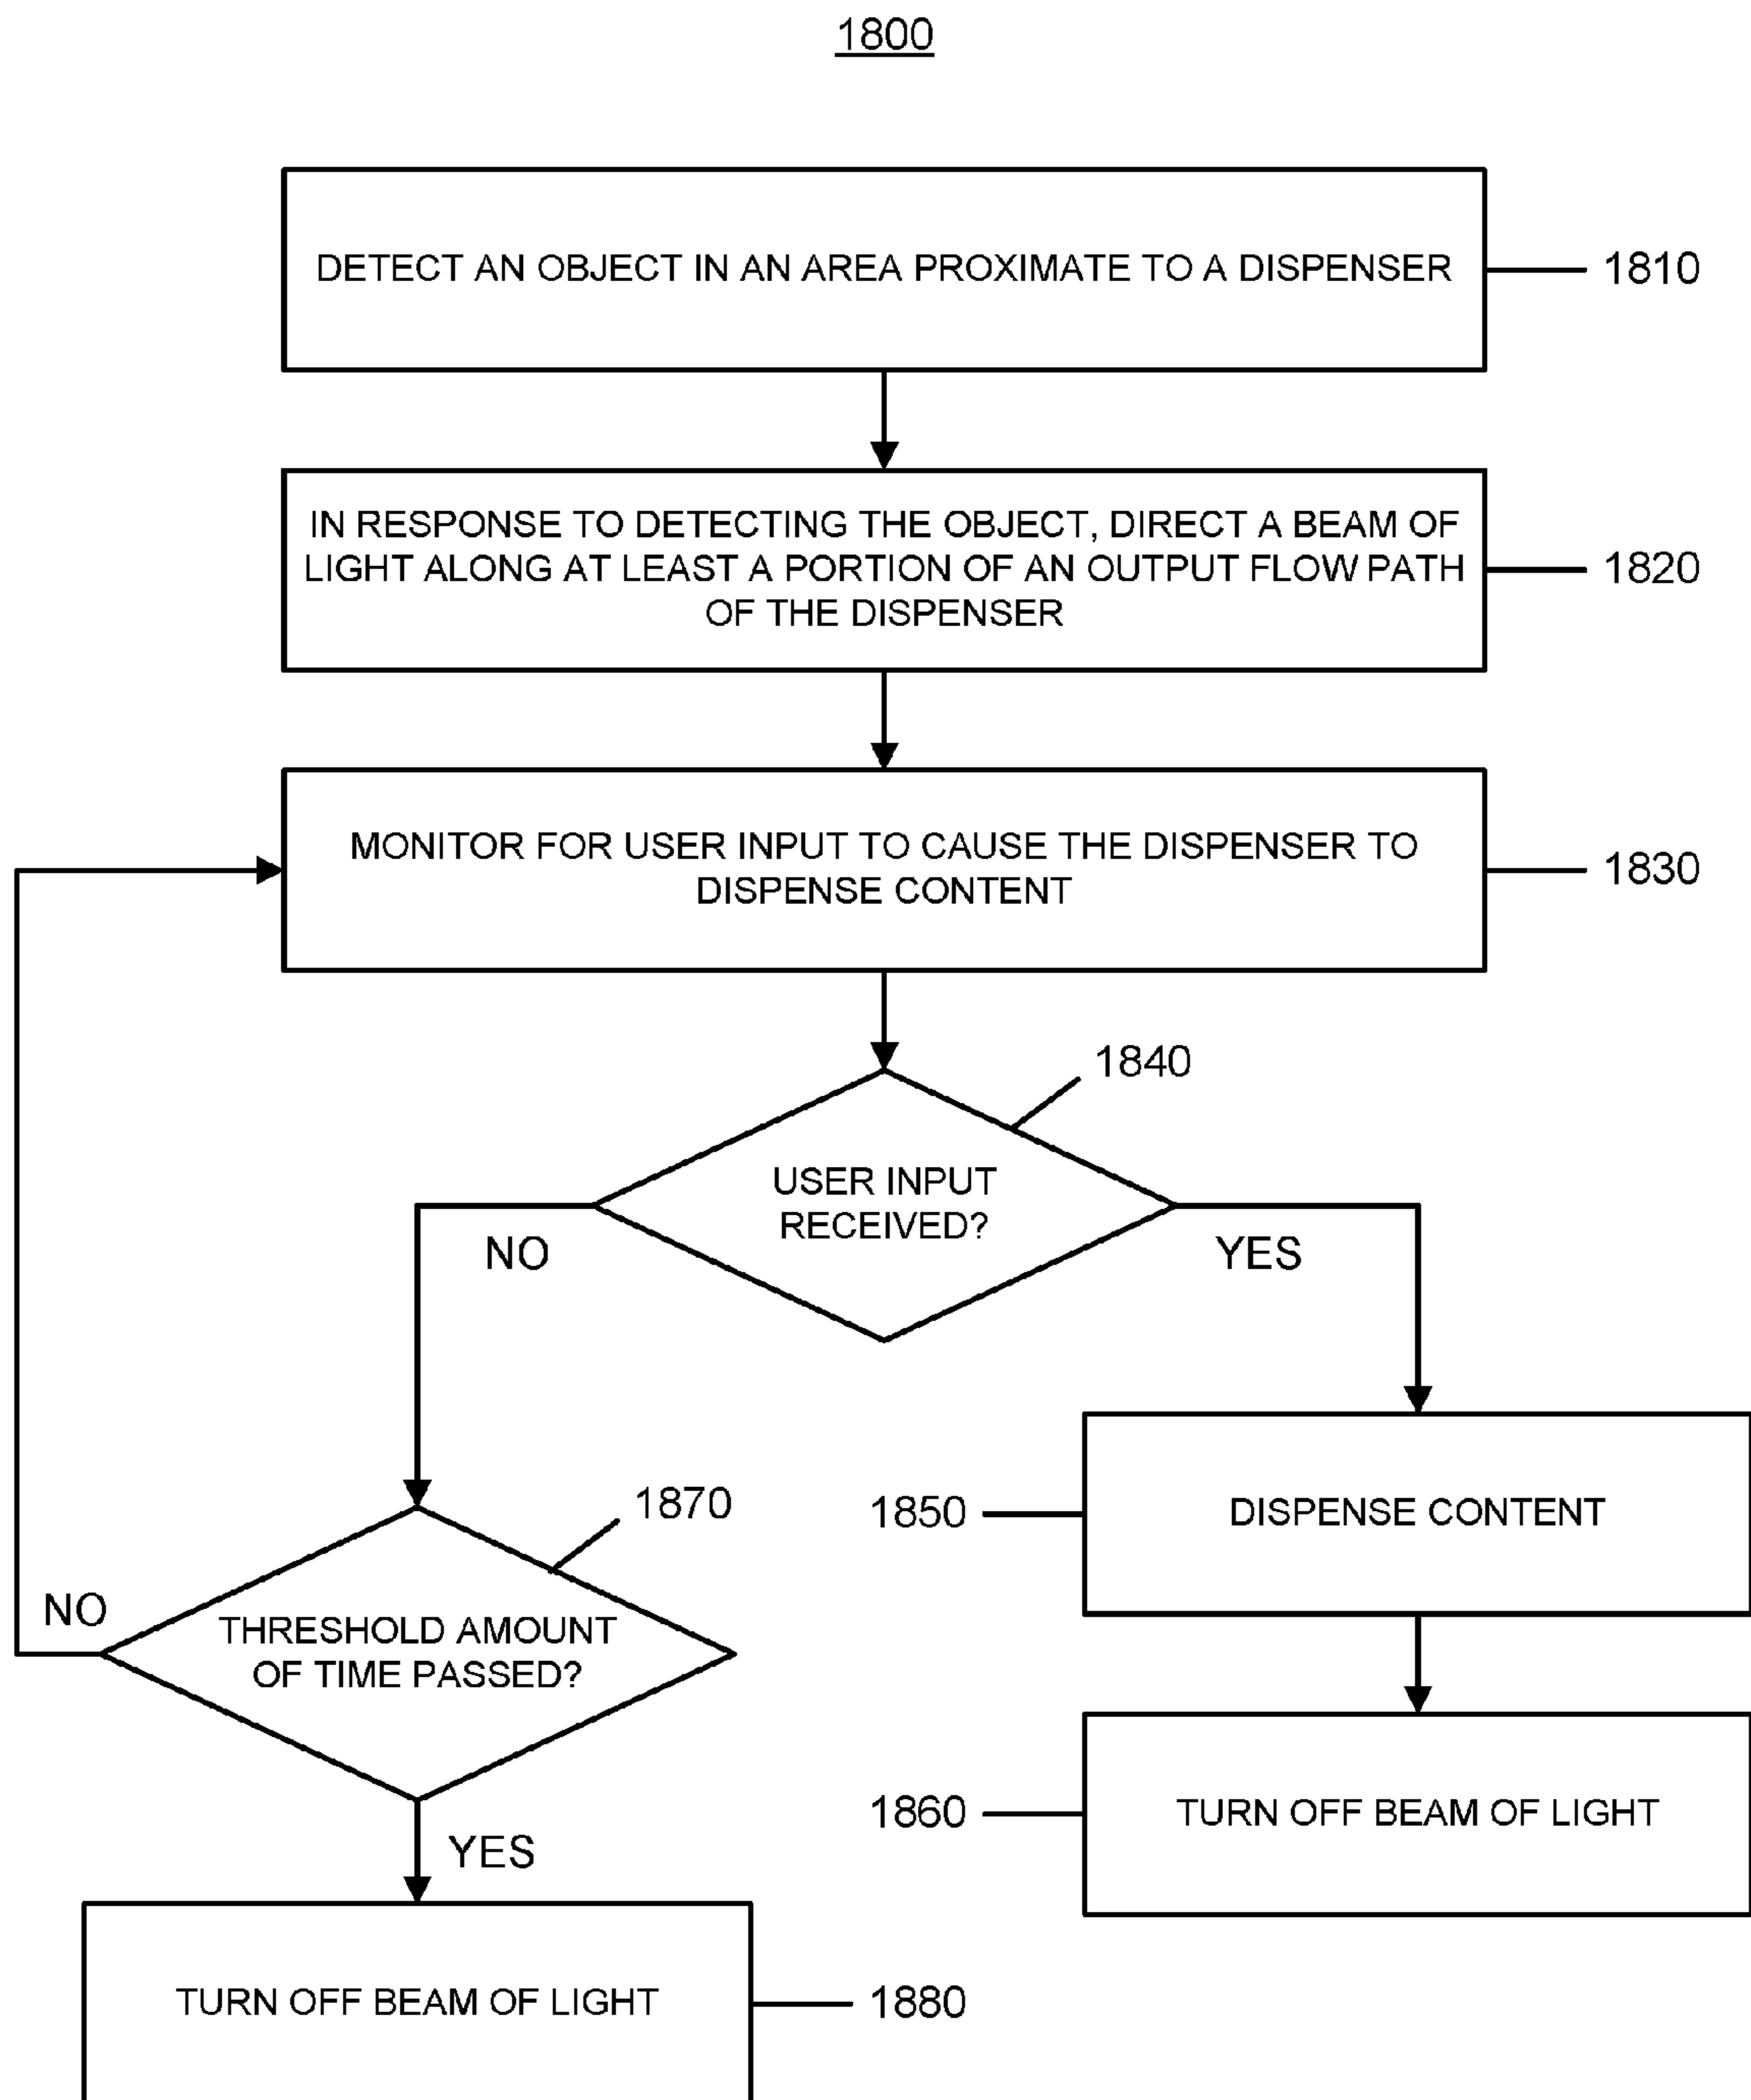 1800
DETECT AN OBJECT IN AN AREA PROXIMATE TO A DISPENSER
1810
IN RESPONSE TO DETECTING THE OBJECT, DIRECT A BEAM OF
LIGHT ALONG AT LEAST A PORTION OF AN OUTPUT FLOW PATH
OF THE DISPENSER
1820
MONITOR FOR USER INPUT TO CAUSE THE DISPENSER TO
DISPENSE CONTENT
1830
1840
USER INPUT
RECEIVED?
NO
YES
1870
1850
DISPENSE CONTENT
NO
THRESHOLD AMOUNT
OF TIME PASSED?
1860
TURN OFF BEAM OF LIGHT
YES
TURN OFF BEAM OF LIGHT
1880